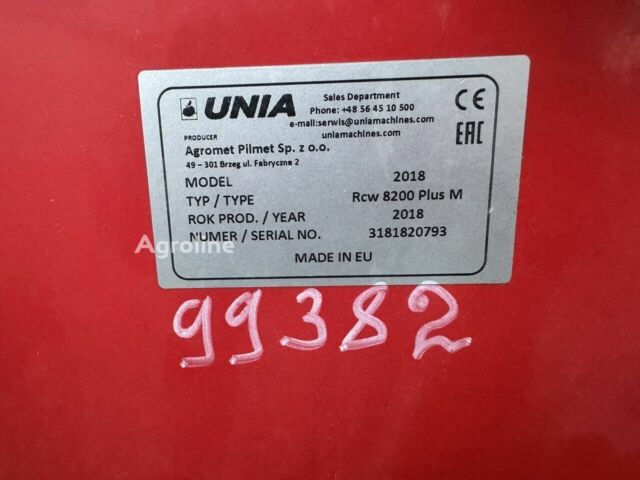 UNIA
Sales Department
Phone: +48 56 45 10 500
e-mail:serwis@uniamachines.com
uniamachines.com
CE
EAC
PRODUCER
Agromet Pilmet Sp. z o.o.
49 – 301 Brzeg ul. Fabryczna 2
MODEL 2018
TYP / TYPE Rcw 8200 Plus M
ROK PROD. / YEAR 2018
NUMER / SERIAL NO. 3181820793
MADE IN EU
Agroline
99382